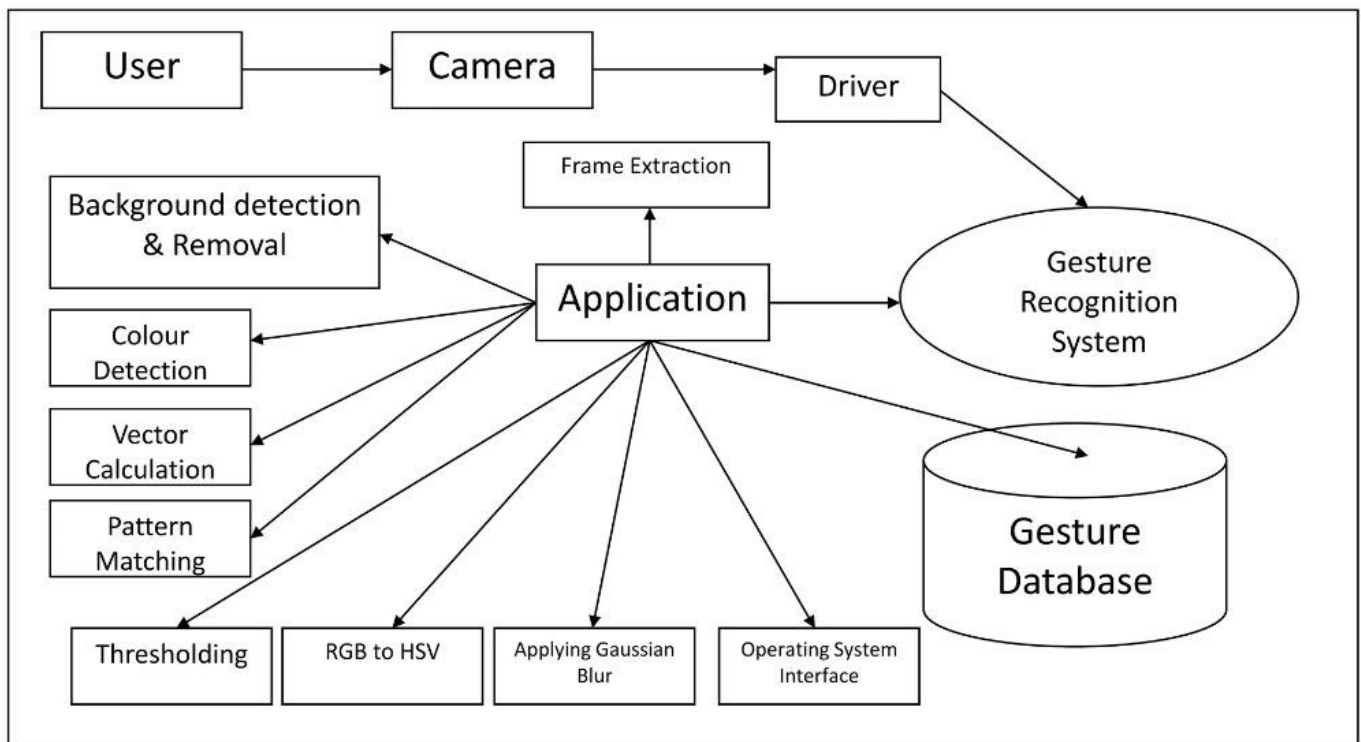 User
Camera
Driver
Frame Extraction
Background detection
& Removal
Application
Gesture
Recognition
System
Colour
Detection
Vector
Calculation
Pattern
Matching
Gesture
Database
Thresholding
RGB to HSV
Applying Gaussian
Blur
Operating System
Interface